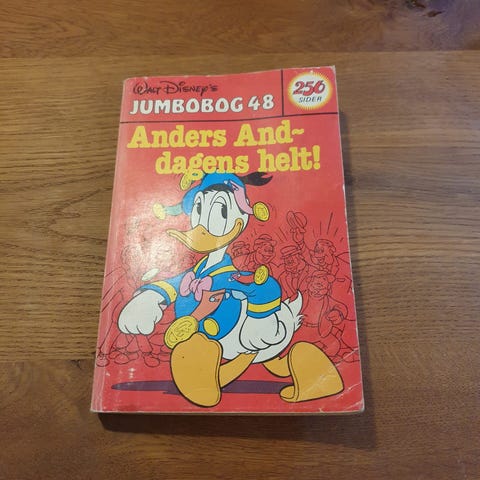 Walt Disney's
JUMBOBOG 48
256
SIDER
Anders And~
dagens helt!